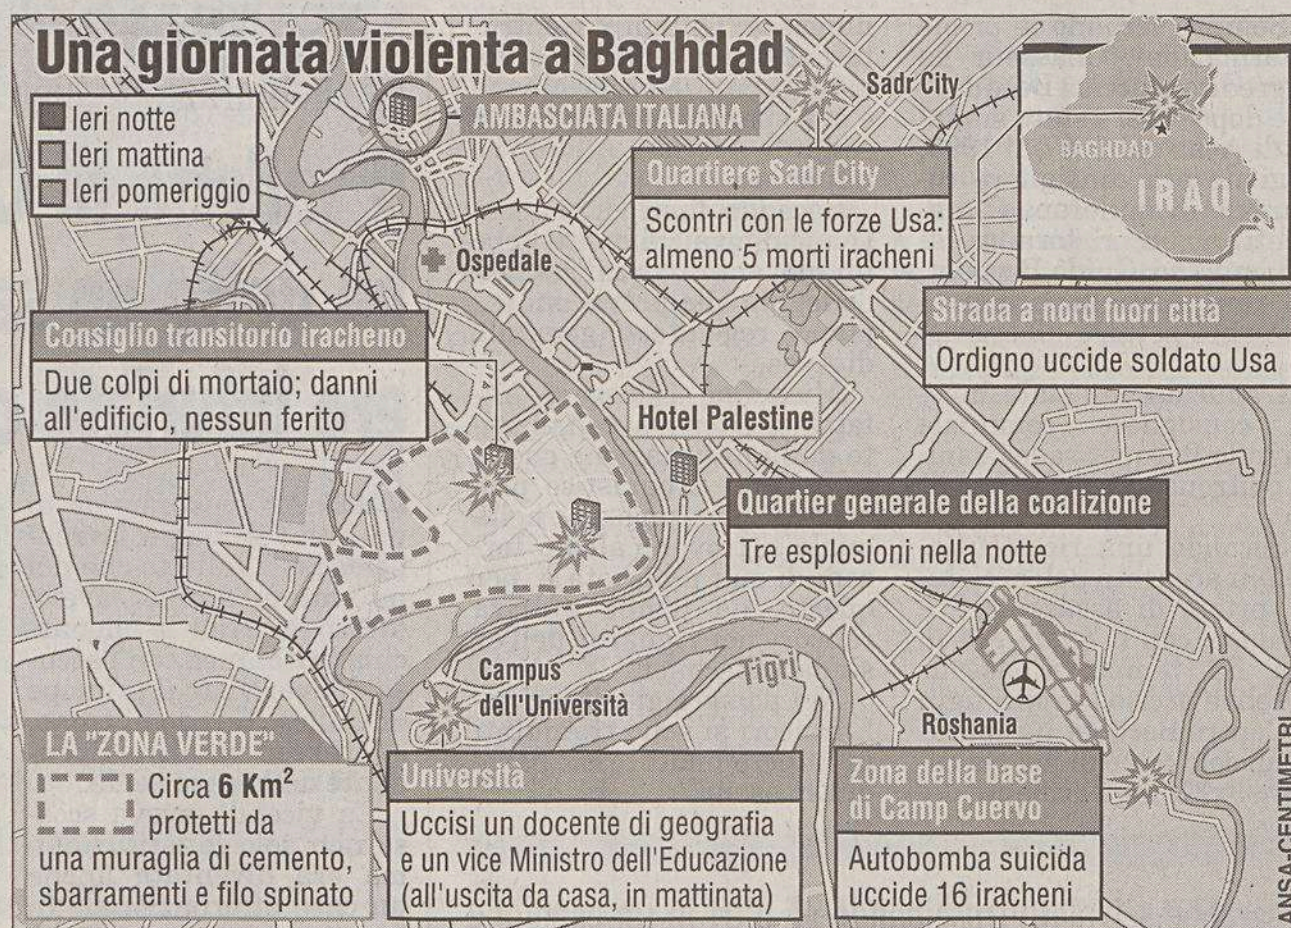 Una giornata violenta a Baghdad
Ieri notte
Ieri mattina
Ieri pomeriggio
AMBASCIATA ITALIANA
Sadr City
BAGHDAD
IRAQ
Quartiere Sadr City
Scontri con le forze Usa:
almeno 5 morti iracheni
Ospedale
Strada a nord fuori città
Ordigno uccide soldato Usa
Consiglio transitorio iracheno
Due colpi di mortaio; danni
all'edificio, nessun ferito
Hotel Palestine
Quartier generale della coalizione
Tre esplosioni nella notte
Campus
dell'Università
Tigri
Roshania
LA "ZONA VERDE"
Circa 6 Km²
protetti da
una muraglia di cemento,
sbarramenti e filo spinato
Università
Uccisi un docente di geografia
e un vice Ministro dell'Educazione
(all'uscita da casa, in mattinata)
Zona della base
di Camp Cuervo
Autobomba suicida
uccide 16 iracheni
ANSA-CENTIMETRI